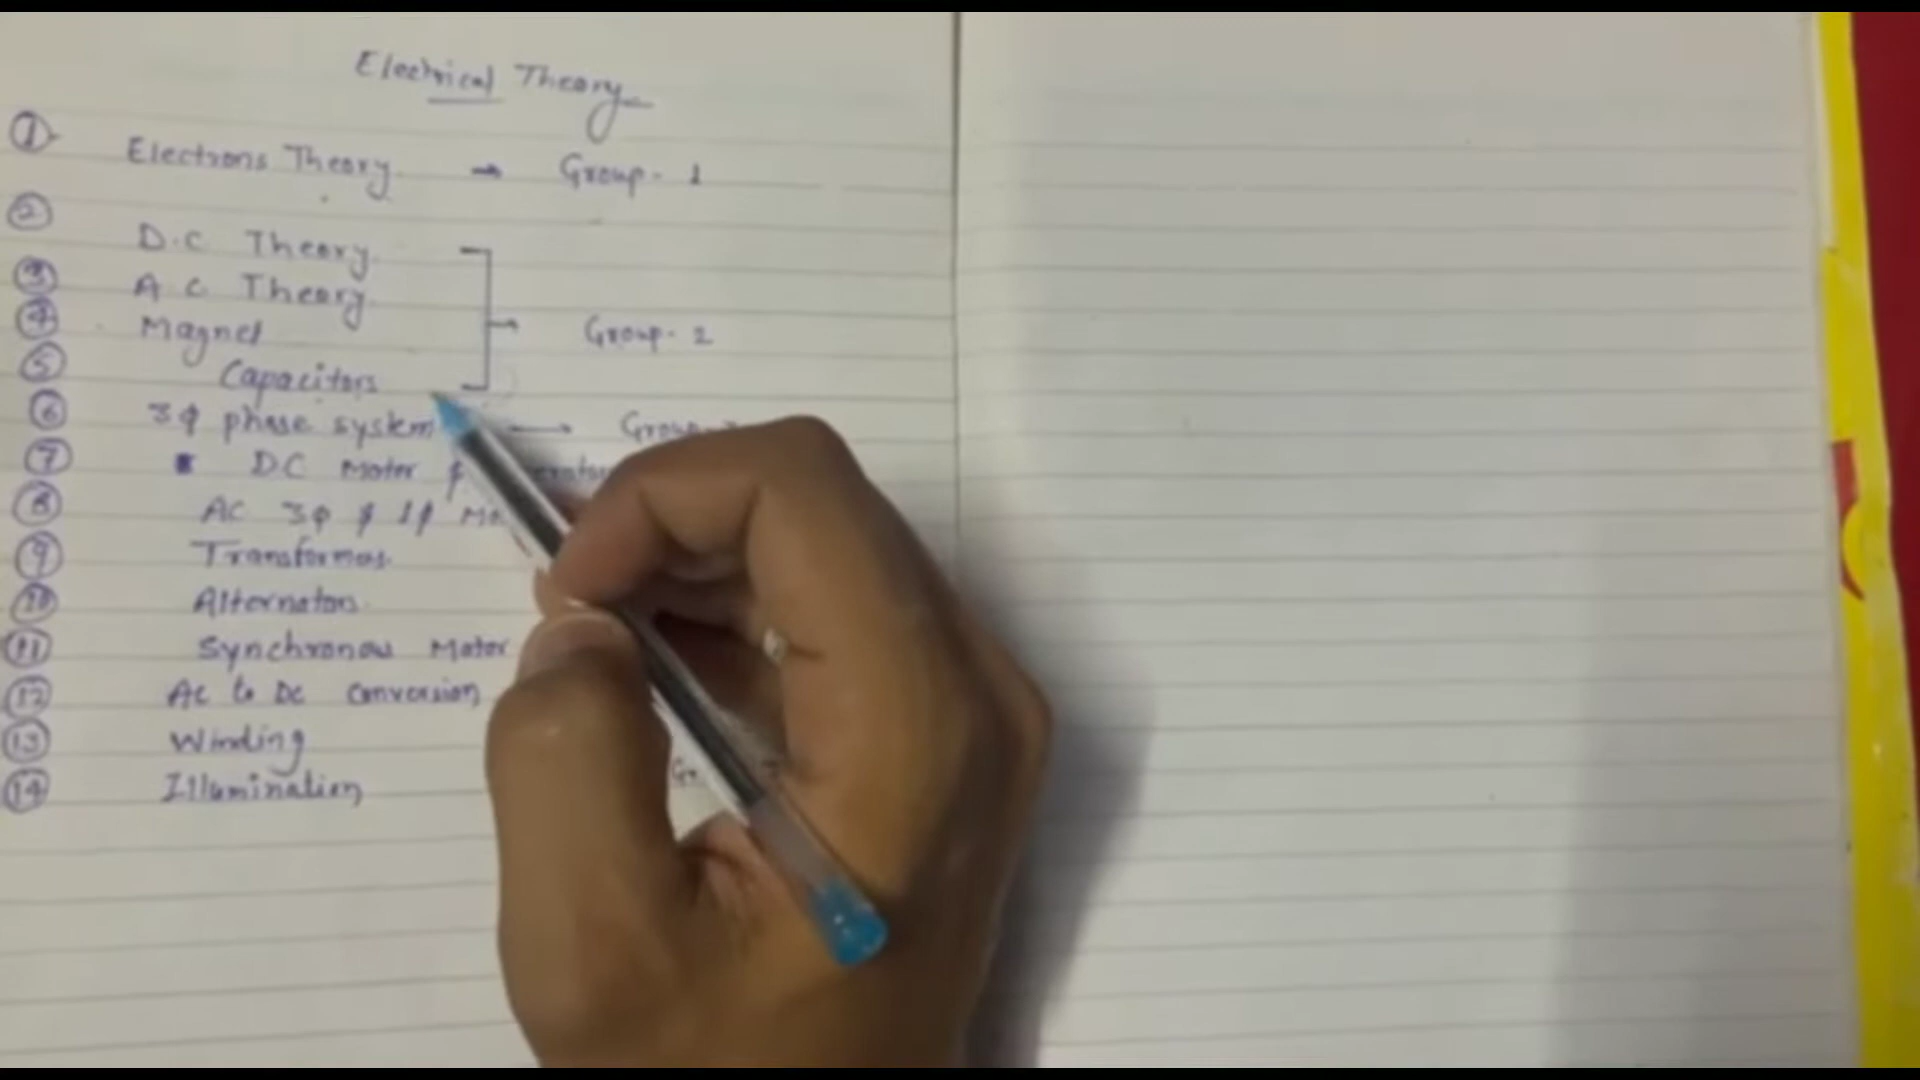 Electrical Theory
① Electrons Theory → Group - 1
② D.C Theory
③ A C Theory
④ Magnet → Group - 2
⑤ Capacitors
⑥ 3φ phase system →
⑦ DC Motor &
⑧ AC 3φ & 1φ
⑨ Transformers
⑩ Alternators
⑪ Synchronous Motor
⑫ AC to DC Conversion
⑬ Winding
⑭ Illumination